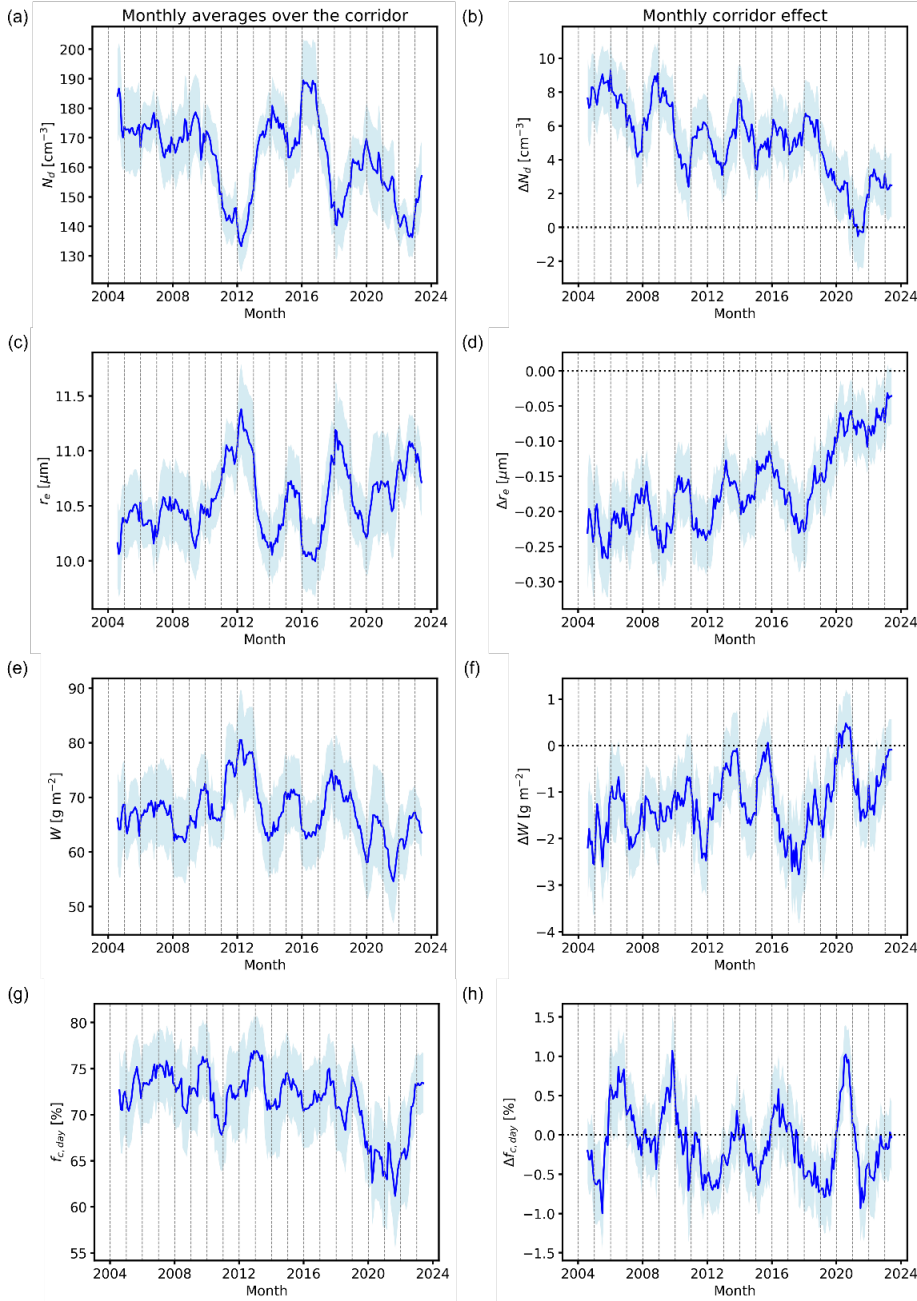 (a)
Monthly averages over the corridor
200
190
180
170
160
150
140
130
N_d [cm⁻³]
2004 2008 2012 2016 2020 2024
Month
(b)
Monthly corridor effect
10
8
6
4
2
0
−2
ΔN_d [cm⁻³]
2004 2008 2012 2016 2020 2024
Month
(c)
11.5
11.0
10.5
10.0
r_e [μm]
2004 2008 2012 2016 2020 2024
Month
(d)
0.00
−0.05
−0.10
−0.15
−0.20
−0.25
−0.30
Δr_e [μm]
2004 2008 2012 2016 2020 2024
Month
(e)
90
80
70
60
50
W [g m⁻²]
2004 2008 2012 2016 2020 2024
Month
(f)
1
0
−1
−2
−3
−4
ΔW [g m⁻²]
2004 2008 2012 2016 2020 2024
Month
(g)
80
75
70
65
60
55
f_c,day [%]
2004 2008 2012 2016 2020 2024
Month
(h)
1.5
1.0
0.5
0.0
−0.5
−1.0
−1.5
Δf_c,day [%]
2004 2008 2012 2016 2020 2024
Month